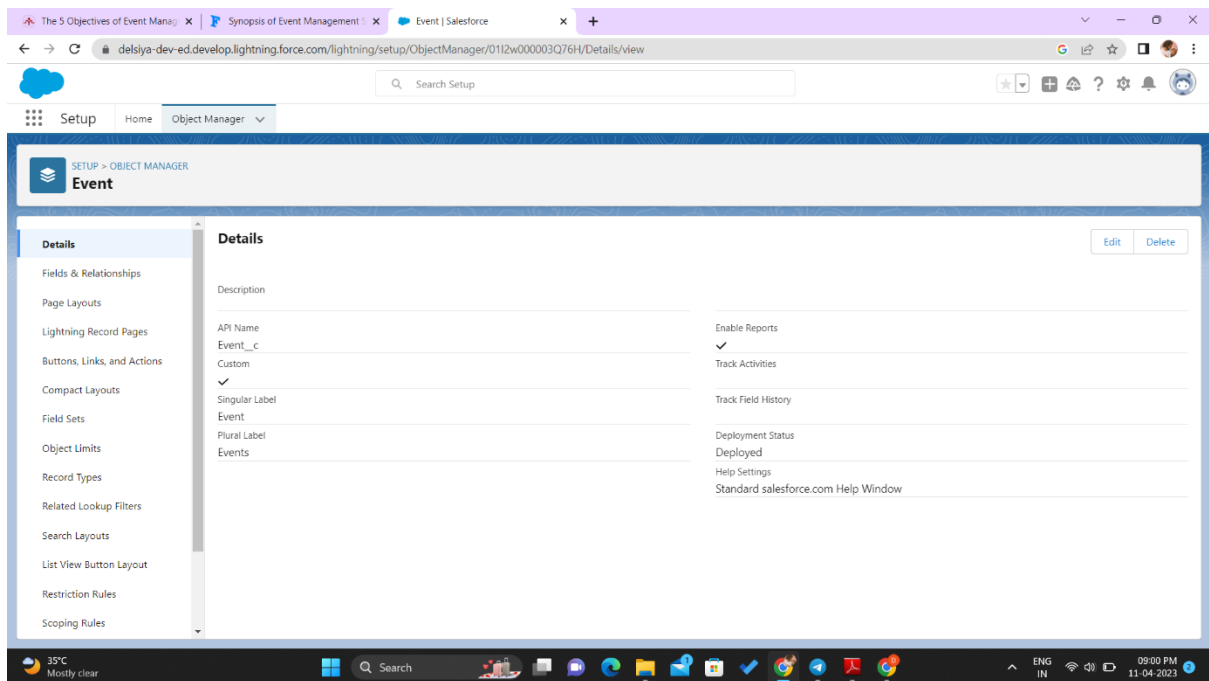 The 5 Objectives of Event Manag
Synopsis of Event Management S
Event | Salesforce
delsiya-dev-ed.develop.lightning.force.com/lightning/setup/ObjectManager/01I2w000003Q76H/Details/view
Search Setup
Setup
Home
Object Manager
SETUP > OBJECT MANAGER
Event
Details
Fields & Relationships
Page Layouts
Lightning Record Pages
Buttons, Links, and Actions
Compact Layouts
Field Sets
Object Limits
Record Types
Related Lookup Filters
Search Layouts
List View Button Layout
Restriction Rules
Scoping Rules
Details
Edit
Delete
Description
API Name
Event__c
Custom
Singular Label
Event
Plural Label
Events
Enable Reports
Track Activities
Track Field History
Deployment Status
Deployed
Help Settings
Standard salesforce.com Help Window
35°C
Mostly clear
Search
ENG
IN
09:00 PM
11-04-2023
2